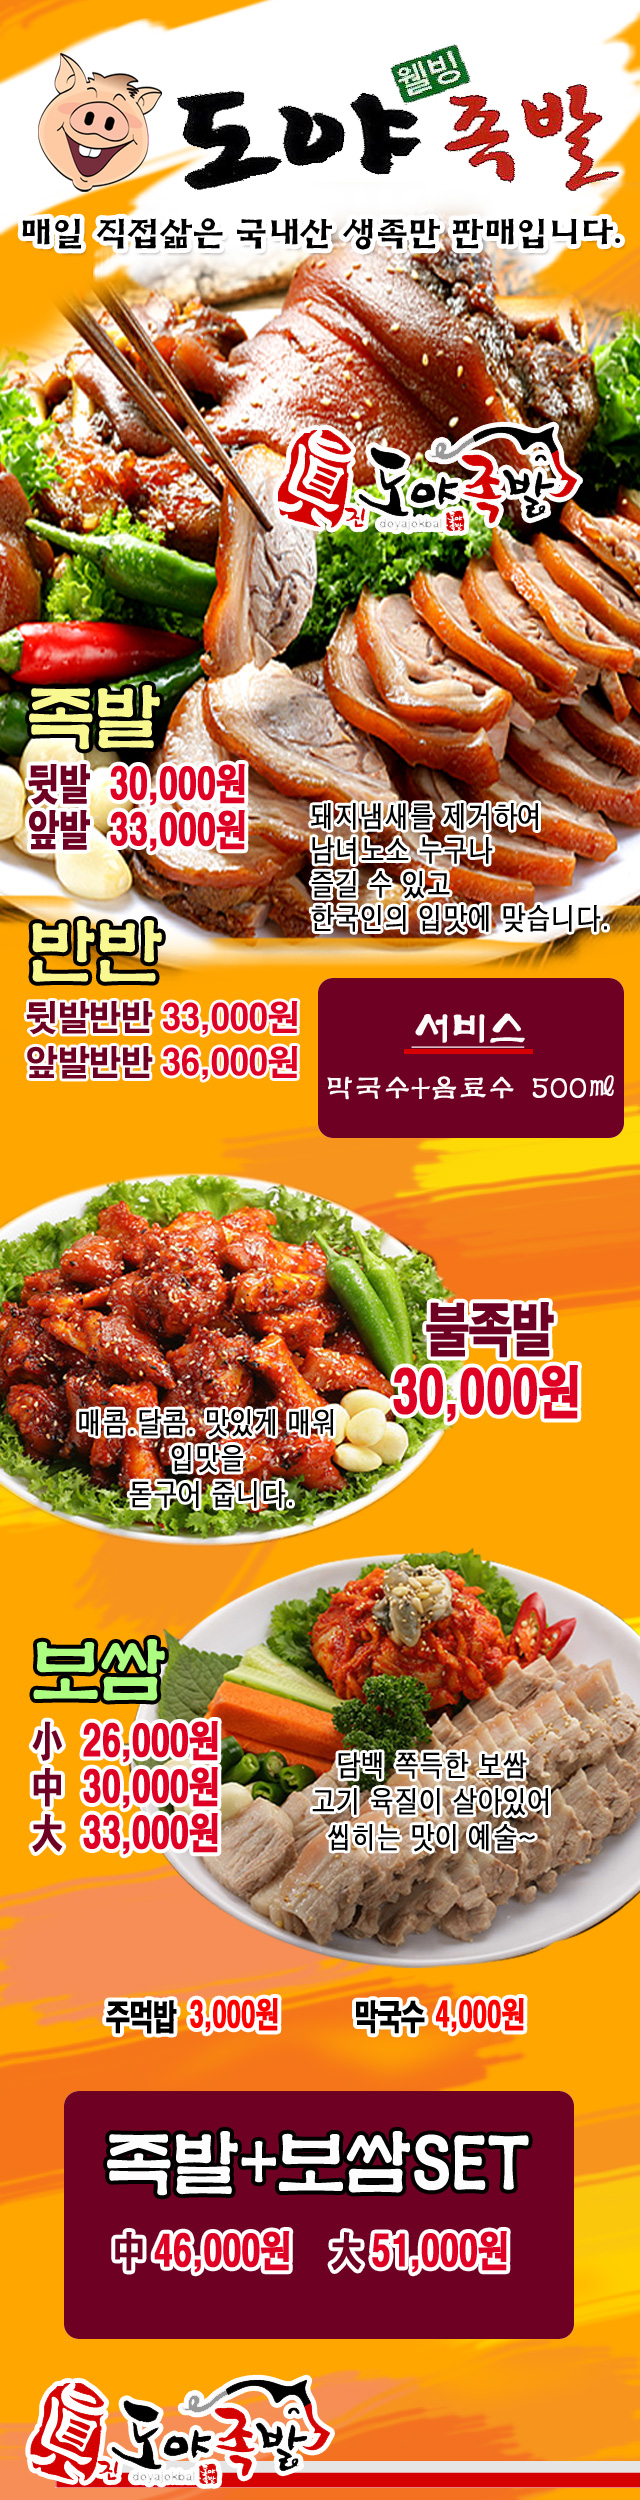 도야 웰빙 족발
매일 직접삶은 국내산 생족만 판매입니다.
眞 진 도야족발
doyajokbal
족발
뒷발 30,000원
앞발 33,000원
돼지냄새를 제거하여
남녀노소 누구나
즐길 수 있고
한국인의 입맛에 맞습니다.
반반
뒷발반반 33,000원
앞발반반 36,000원
서비스
막국수+음료수 500㎖
불족발
30,000원
매콤.달콤. 맛있게 매워
입맛을
돋구어 줍니다.
보쌈
小 26,000원
中 30,000원
大 33,000원
담백 쪽득한 보쌈
고기 육질이 살아있어
씹히는 맛이 예술~
주먹밥 3,000원 막국수 4,000원
족발+보쌈SET
中 46,000원 大 51,000원
眞 진 도야족발
doyajokbal